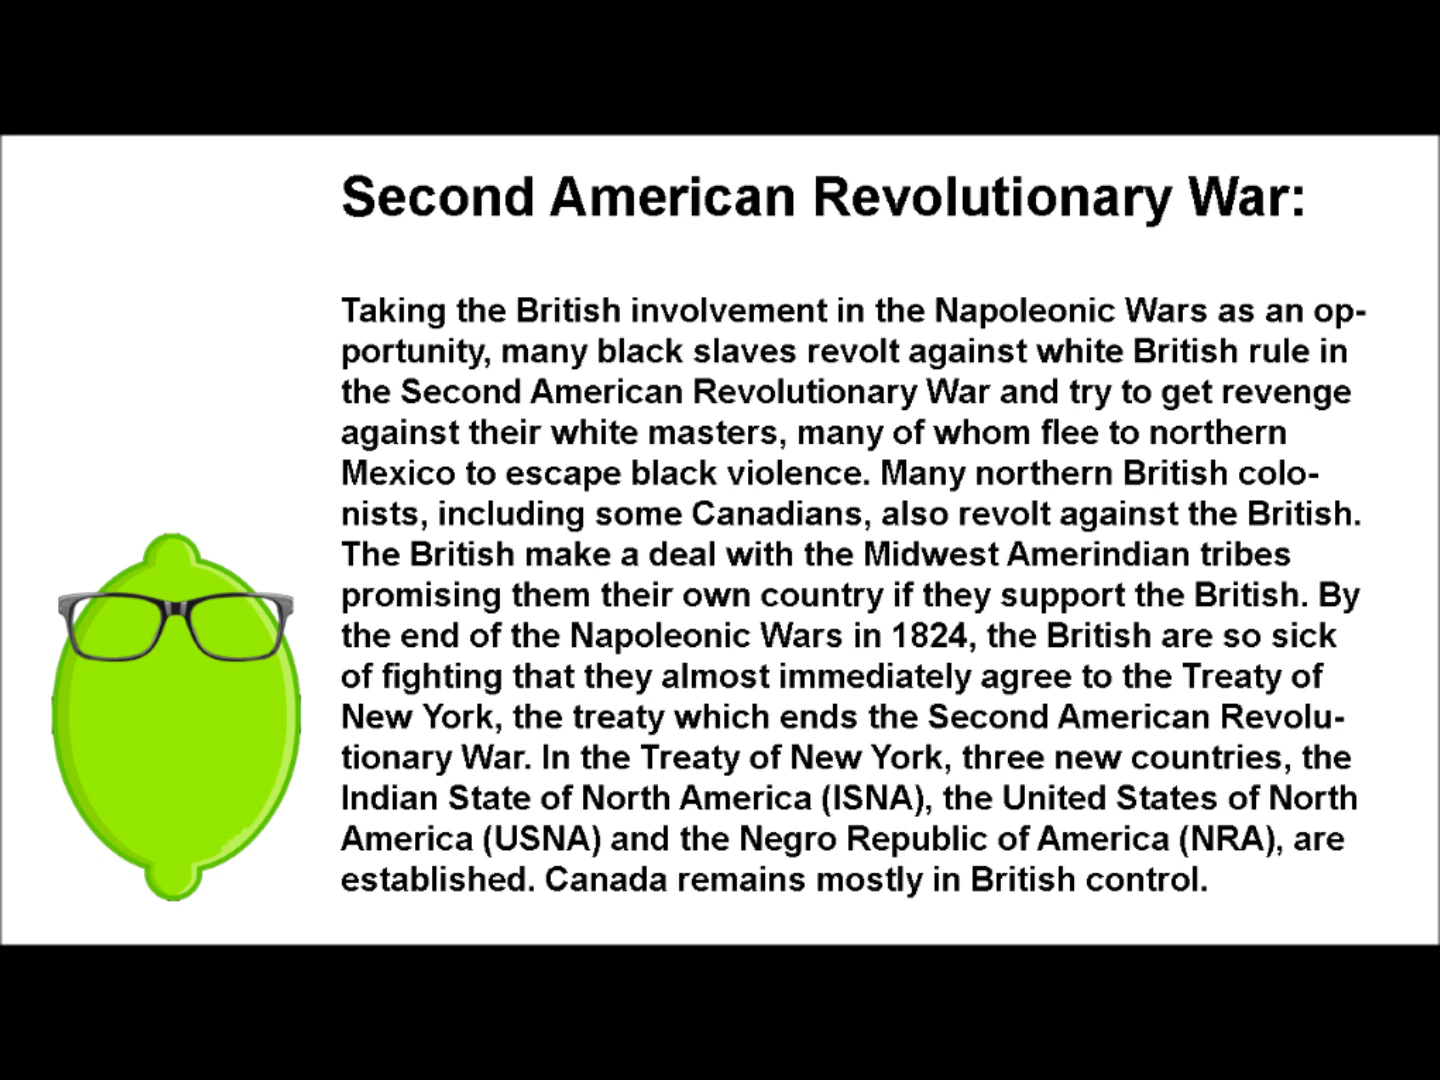 Second American Revolutionary War:
Taking the British involvement in the Napoleonic Wars as an op-
portunity, many black slaves revolt against white British rule in
the Second American Revolutionary War and try to get revenge
against their white masters, many of whom flee to northern
Mexico to escape black violence. Many northern British colo-
nists, including some Canadians, also revolt against the British.
The British make a deal with the Midwest Amerindian tribes
promising them their own country if they support the British. By
the end of the Napoleonic Wars in 1824, the British are so sick
of fighting that they almost immediately agree to the Treaty of
New York, the treaty which ends the Second American Revolu-
tionary War. In the Treaty of New York, three new countries, the
Indian State of North America (ISNA), the United States of North
America (USNA) and the Negro Republic of America (NRA), are
established. Canada remains mostly in British control.